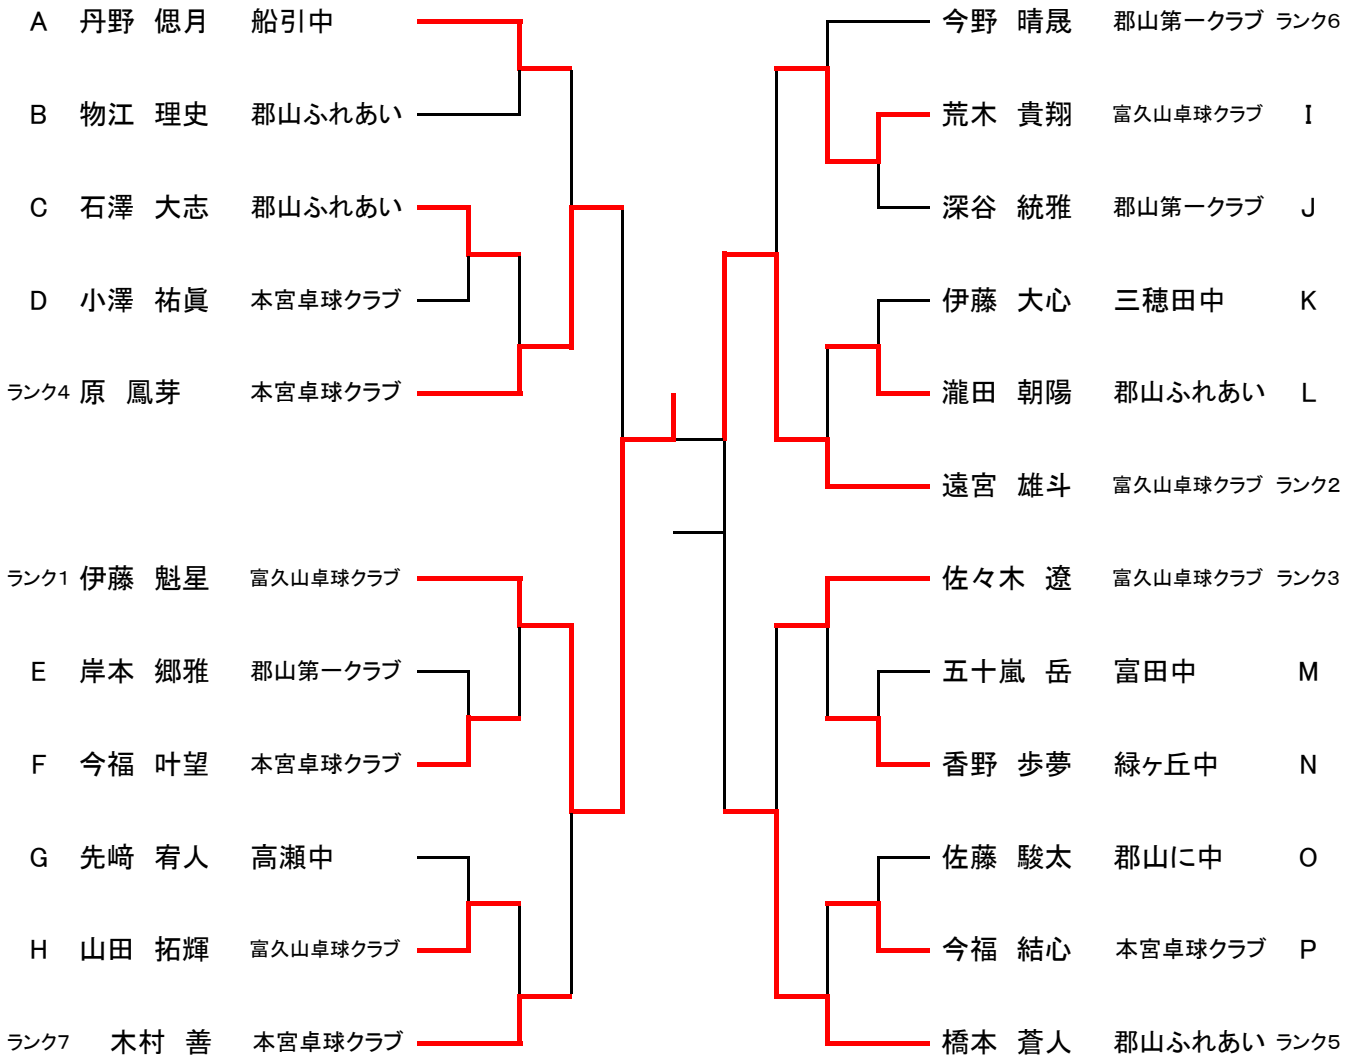 A 丹野 偲月 船引中
B 物江 理史 郡山ふれあい
C 石澤 大志 郡山ふれあい
D 小澤 祐眞 本宮卓球クラブ
ランク4 原 鳳芽 本宮卓球クラブ
ランク1 伊藤 魁星 富久山卓球クラブ
E 岸本 郷雅 郡山第一クラブ
F 今福 叶望 本宮卓球クラブ
G 先﨑 宥人 高瀬中
H 山田 拓輝 富久山卓球クラブ
ランク7 木村 善 本宮卓球クラブ
今野 晴晟 郡山第一クラブ ランク6
荒木 貴翔 富久山卓球クラブ I
深谷 統雅 郡山第一クラブ J
伊藤 大心 三穂田中 K
瀧田 朝陽 郡山ふれあい L
遠宮 雄斗 富久山卓球クラブ ランク2
佐々木 遼 富久山卓球クラブ ランク3
五十嵐 岳 富田中 M
香野 歩夢 緑ヶ丘中 N
佐藤 駿太 郡山に中 O
今福 結心 本宮卓球クラブ P
橋本 蒼人 郡山ふれあい ランク5